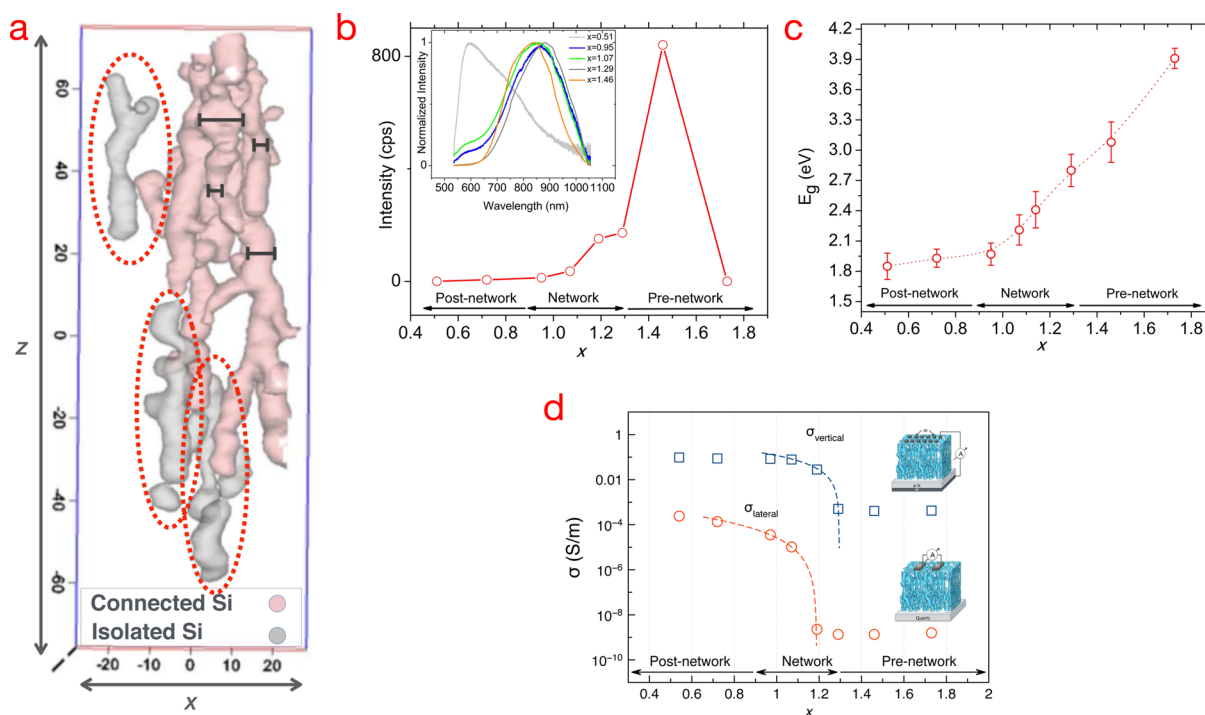 a
60
40
20
0
-20
-40
-60
Z
Connected Si
Isolated Si
-20
-10
0
10
20
X
b
Intensity (cps)
800
0
Normalized Intensity
1
0
x=0.51
x=0.95
x=1.07
x=1.29
x=1.46
500 600 700 800 900 1000 1100
Wavelength (nm)
Post-network Network Pre-network
0.4 0.6 0.8 1.0 1.2 1.4 1.6 1.8
x
c
Eg (eV)
4.2
3.9
3.6
3.3
3.0
2.7
2.4
2.1
1.8
1.5
Post-network Network Pre-network
0.4 0.6 0.8 1.0 1.2 1.4 1.6 1.8
x
d
σ (S/m)
1
0.01
10⁻⁴
10⁻⁶
10⁻⁸
10⁻¹⁰
σvertical
σlateral
A
A
Quartz
Post-network Network Pre-network
0.4 0.6 0.8 1 1.2 1.4 1.6 1.8 2
x